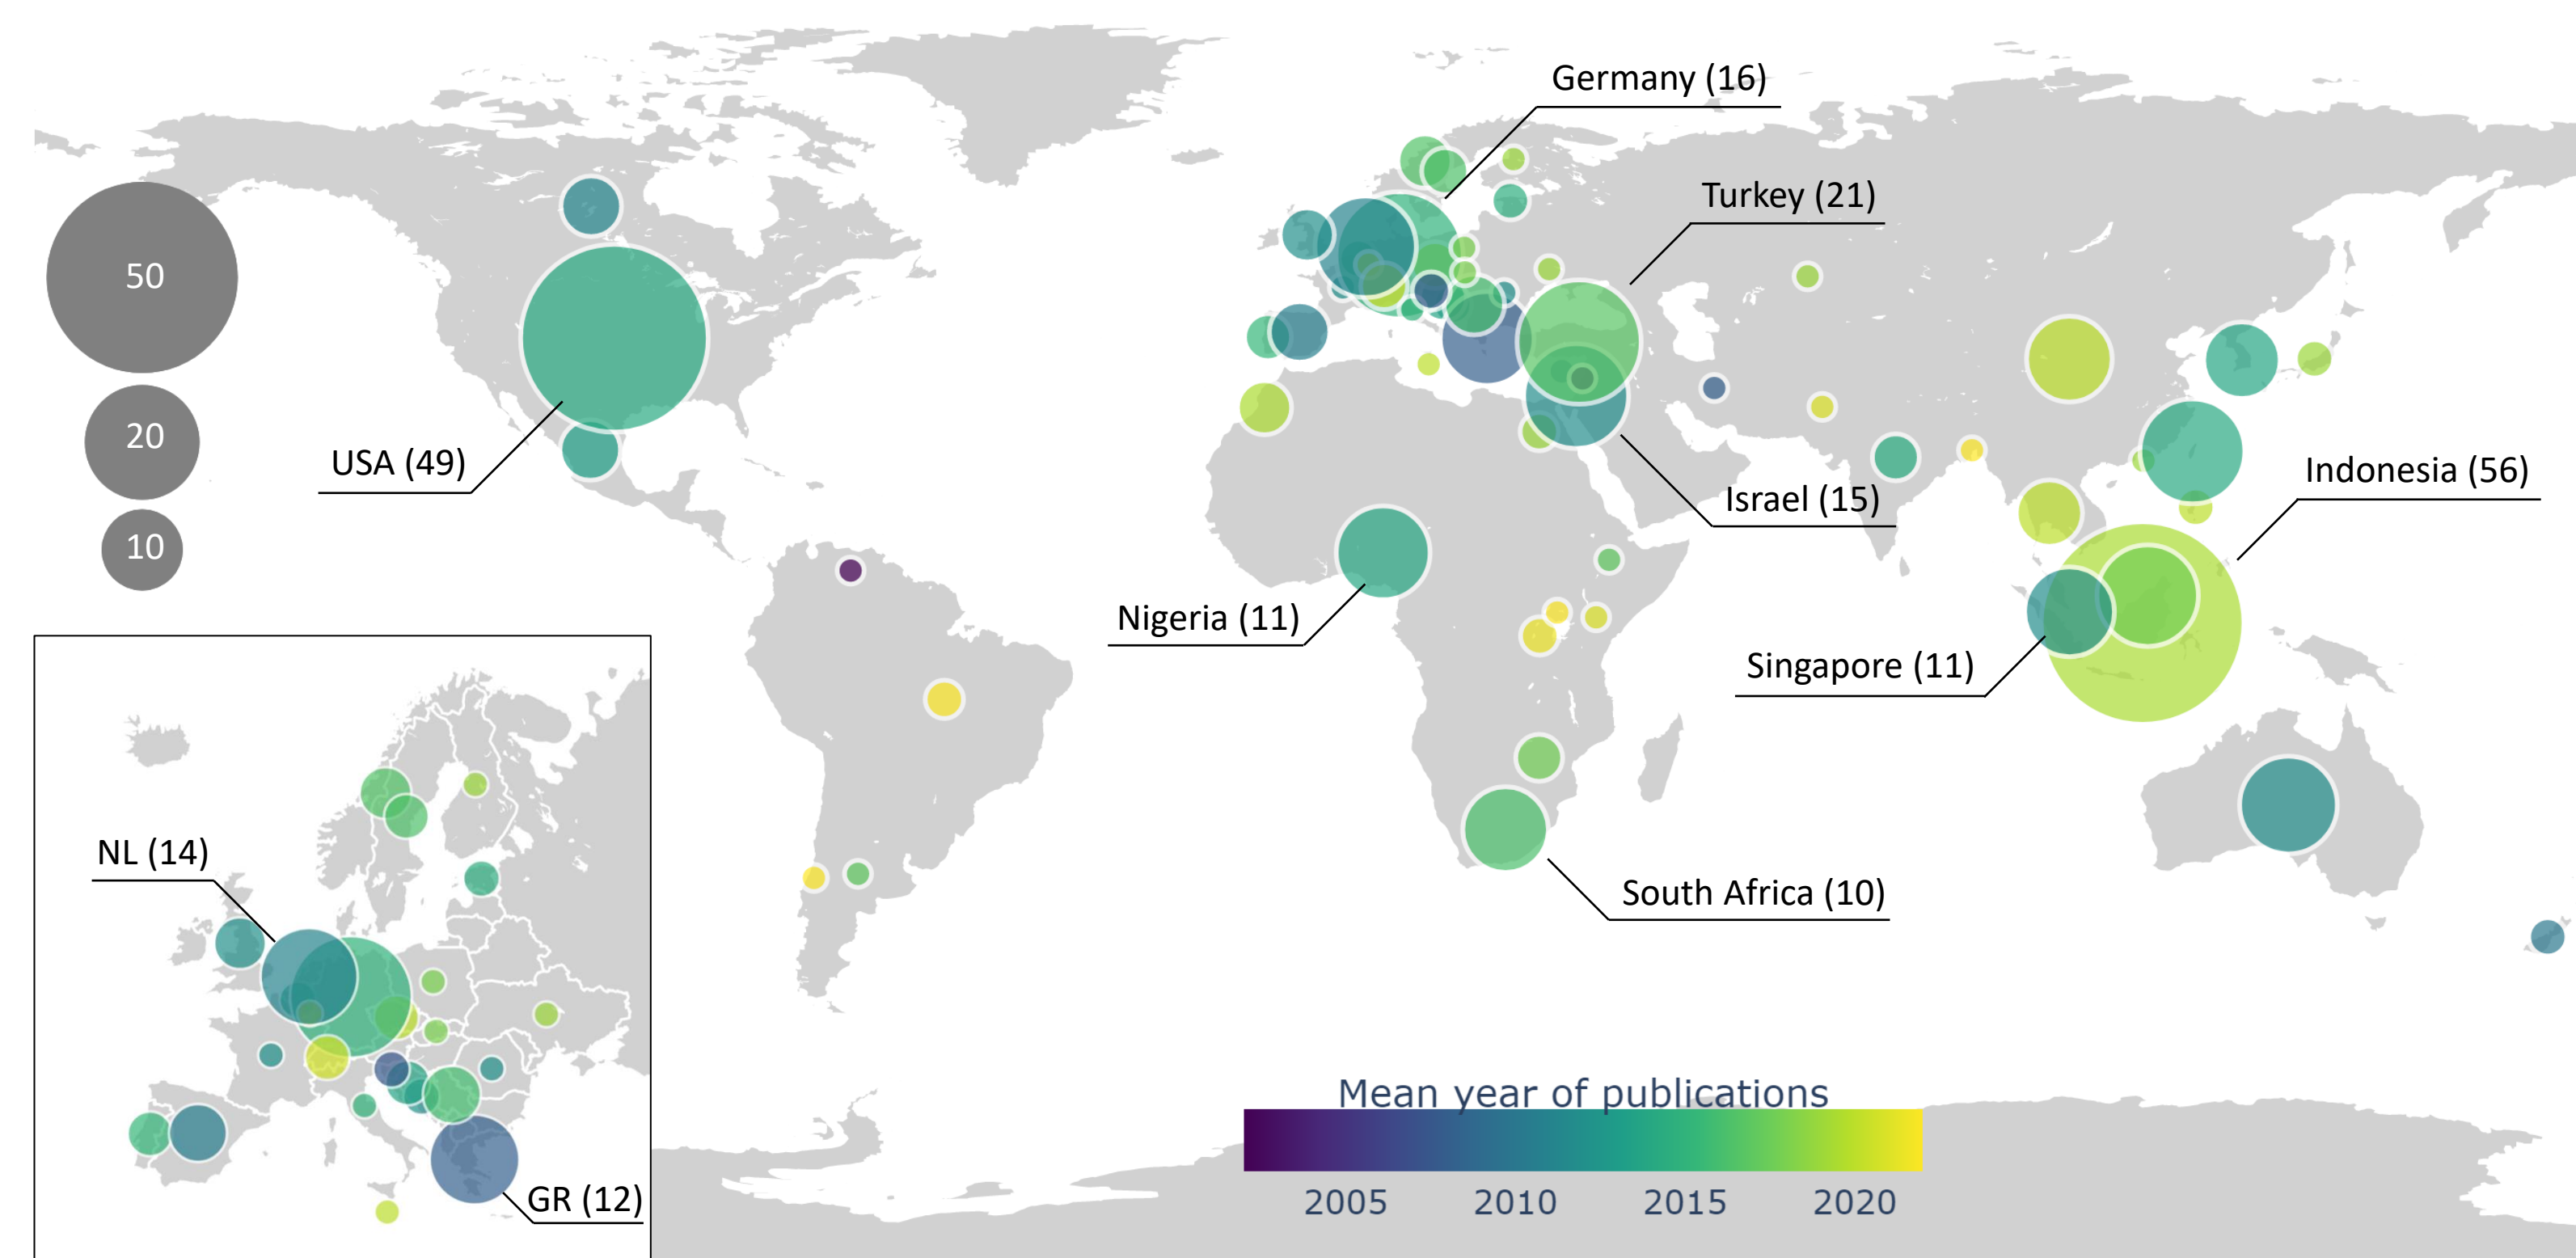 Germany (16)
Turkey (21)
50
20
USA (49)
Indonesia (56)
Israel (15)
10
Nigeria (11)
Singapore (11)
NL (14)
South Africa (10)
GR (12)
Mean year of publications
2005 2010 2015 2020